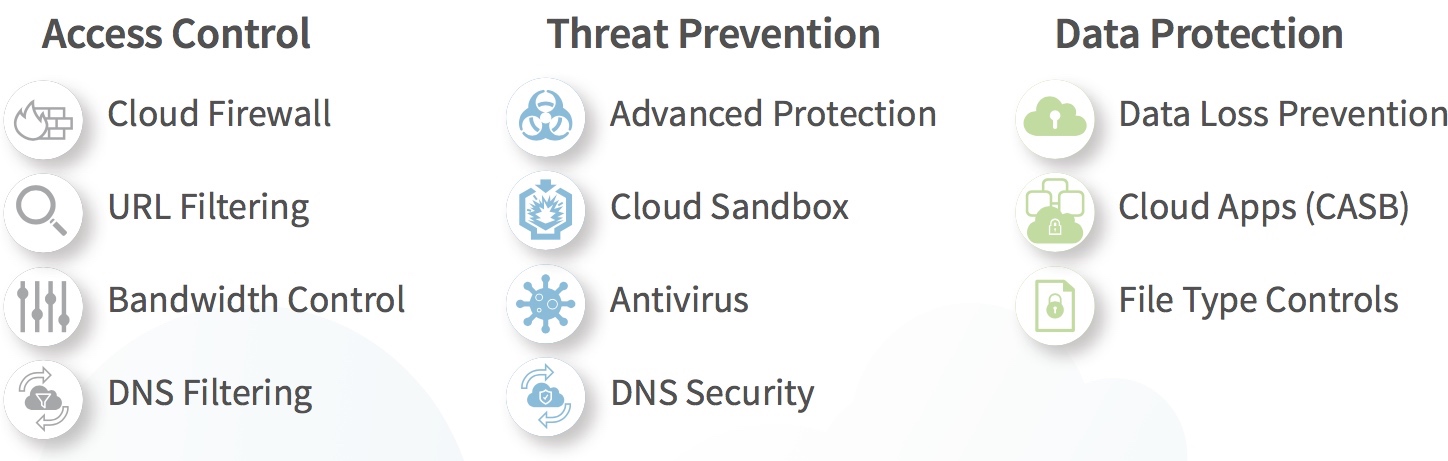 Access Control
Cloud Firewall
URL Filtering
Bandwidth Control
DNS Filtering
Threat Prevention
Advanced Protection
Cloud Sandbox
Antivirus
DNS Security
Data Protection
Data Loss Prevention
Cloud Apps (CASB)
File Type Controls